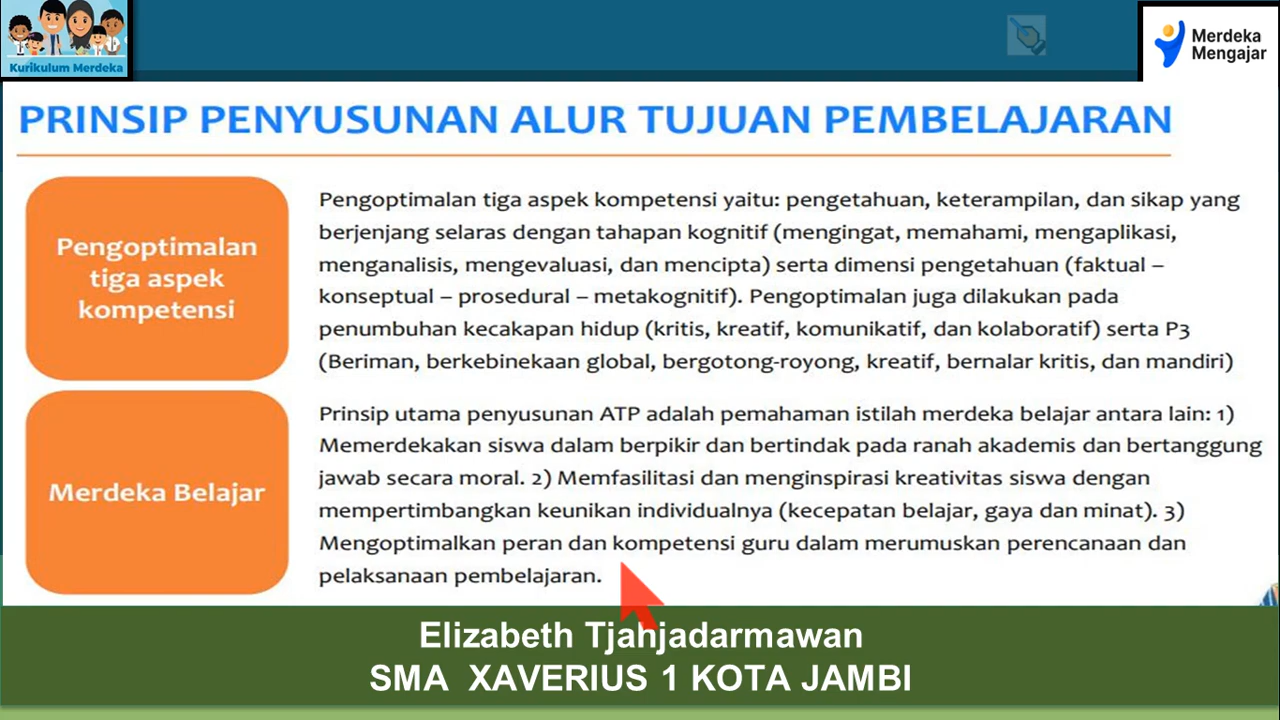 Kurikulum Merdeka
Merdeka
Mengajar
PRINSIP PENYUSUNAN ALUR TUJUAN PEMBELAJARAN
Pengoptimalan
tiga aspek
kompetensi
Pengoptimalan tiga aspek kompetensi yaitu: pengetahuan, keterampilan, dan sikap yang
berjenjang selaras dengan tahapan kognitif (mengingat, memahami, mengaplikasi,
menganalisis, mengevaluasi, dan mencipta) serta dimensi pengetahuan (faktual –
konseptual – prosedural – metakognitif). Pengoptimalan juga dilakukan pada
penumbuhan kecakapan hidup (kritis, kreatif, komunikatif, dan kolaboratif) serta P3
(Beriman, berkebinekaan global, bergotong-royong, kreatif, bernalar kritis, dan mandiri)
Merdeka Belajar
Prinsip utama penyusunan ATP adalah pemahaman istilah merdeka belajar antara lain: 1)
Memerdekakan siswa dalam berpikir dan bertindak pada ranah akademis dan bertanggung
jawab secara moral. 2) Memfasilitasi dan menginspirasi kreativitas siswa dengan
mempertimbangkan keunikan individualnya (kecepatan belajar, gaya dan minat). 3)
Mengoptimalkan peran dan kompetensi guru dalam merumuskan perencanaan dan
pelaksanaan pembelajaran.
Elizabeth Tjahjadarmawan
SMA XAVERIUS 1 KOTA JAMBI